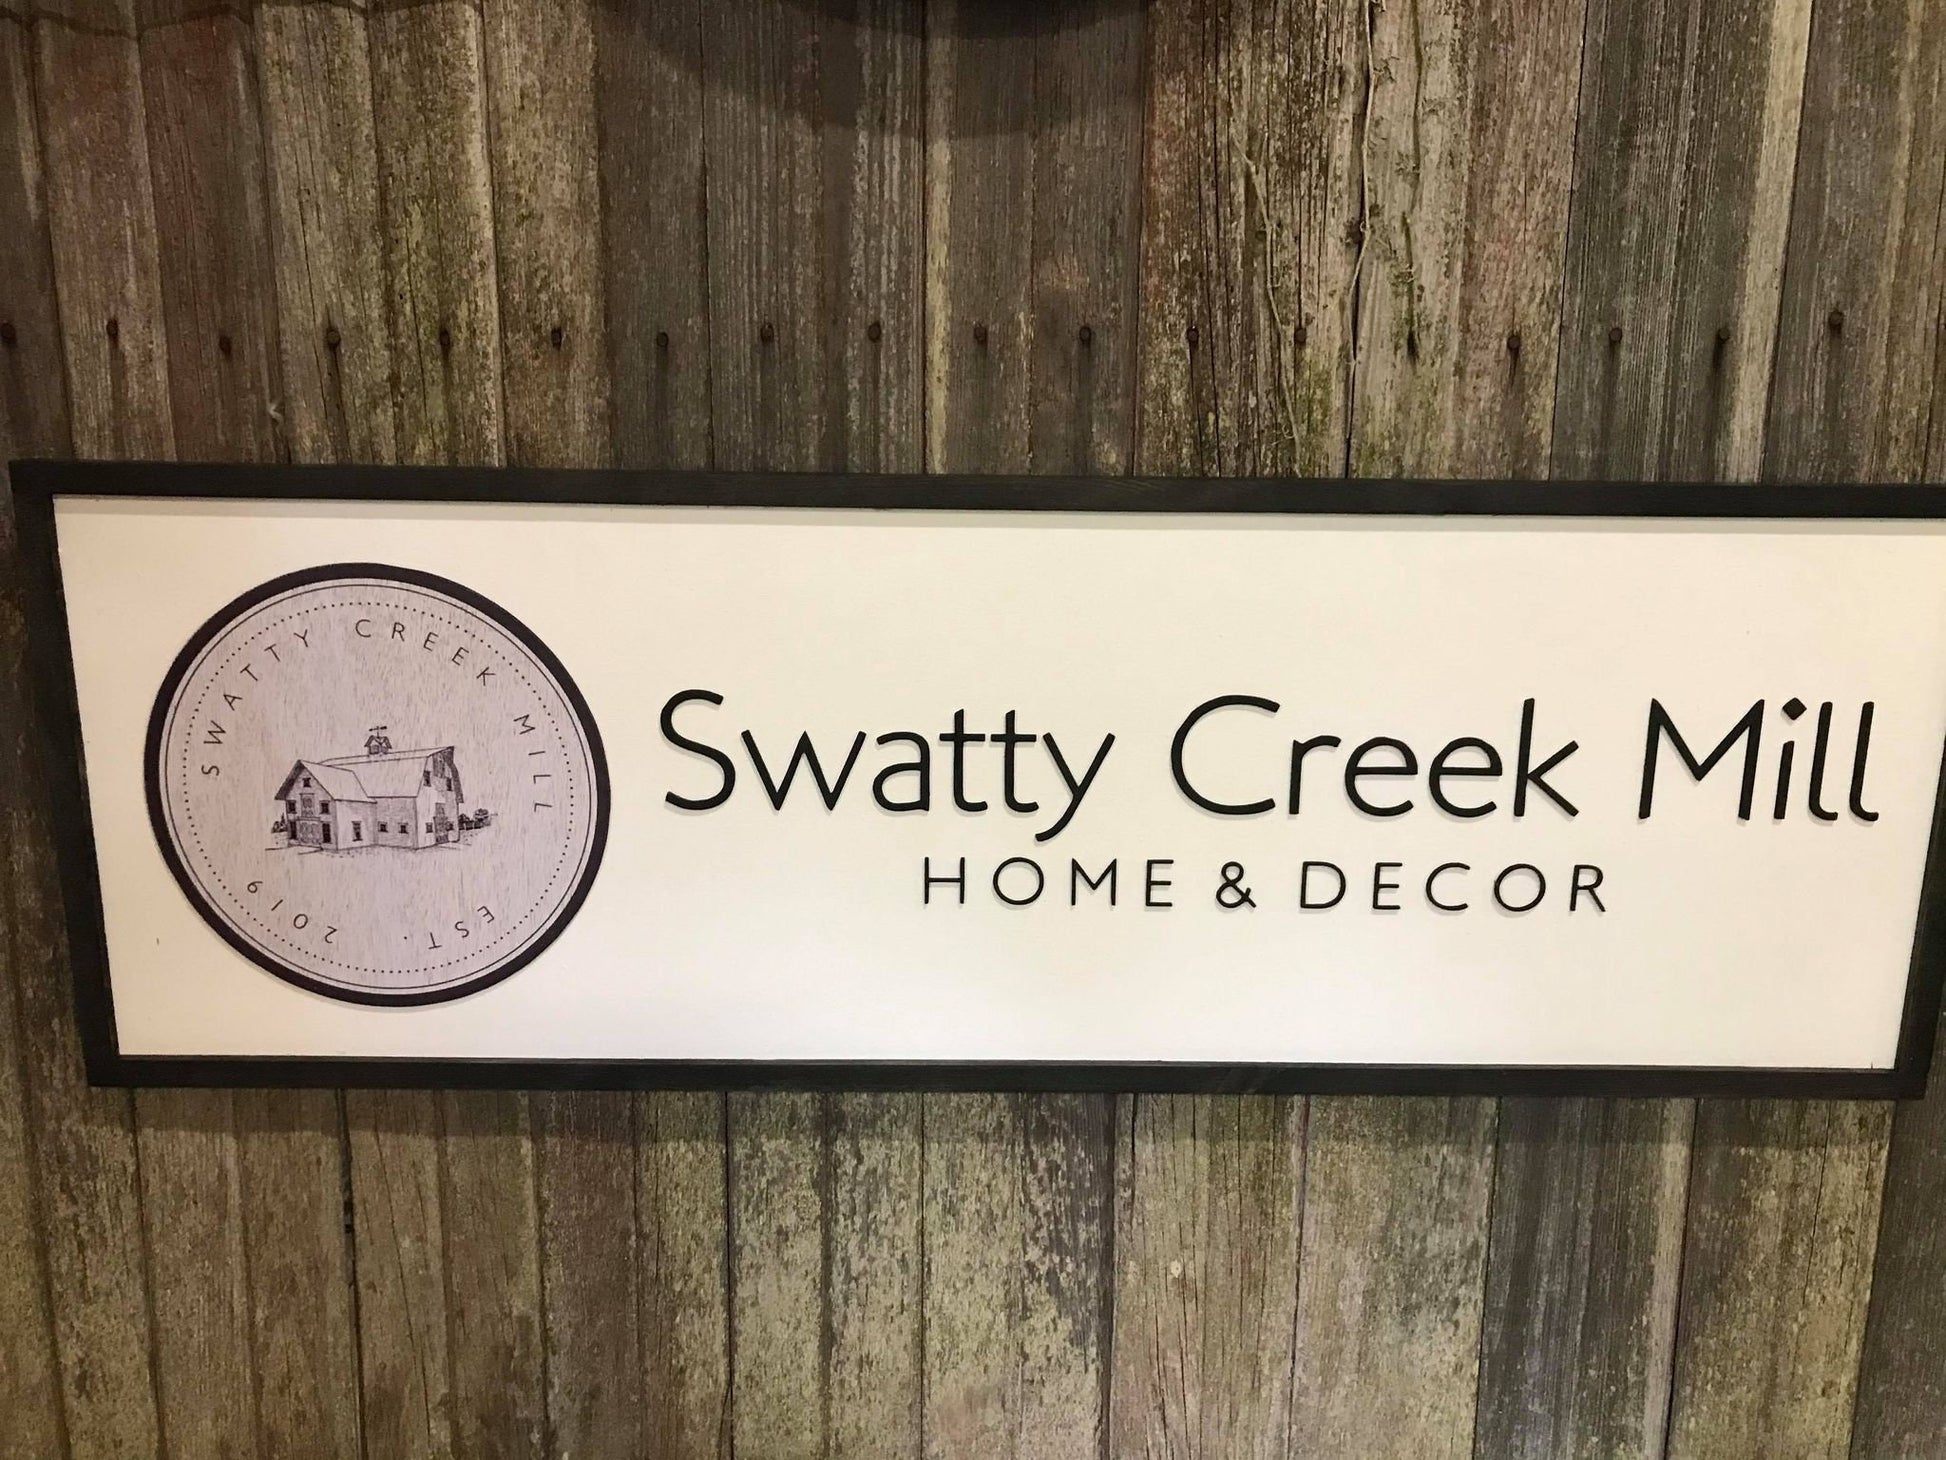 SWATTY CREEK MILL
EST. 2019
Swatty Creek Mill
HOME & DECOR